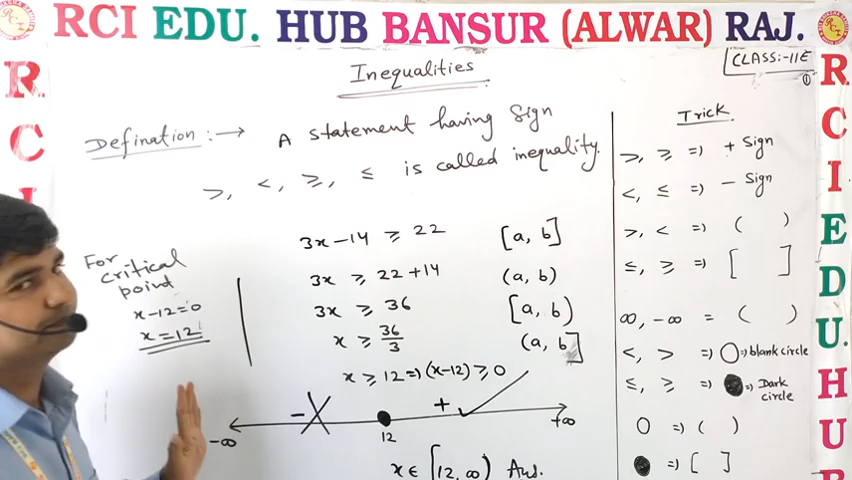 RCI EDU. HUB BANSUR (ALWAR) RAJ.
Inequalities
CLASS:-11E
①
Defination :→ A statement having Sign
>, <, ≥, ≤ is called inequality.
3x-14 ≥ 22 [a, b]
3x ≥ 22+14 (a, b)
3x ≥ 36 [a, b)
x ≥ 36/3 (a, b]
x ≥ 12 => (x-12) ≥ 0
For
critical
point
x-12=0
x=12
- +
-∞ 12 +∞
x ∈ [12, ∞) Ans.
Trick
>, ≥ => + Sign
<, ≤ => - Sign
>, < => ( )
≤, ≥ => [ ]
∞, -∞ = ( )
<, > => ○ => blank circle
≤, ≥ => ● => Dark
circle
○ => ( )
● => [ ]
R
C
I
R
C
I
E
D
U.
H
U